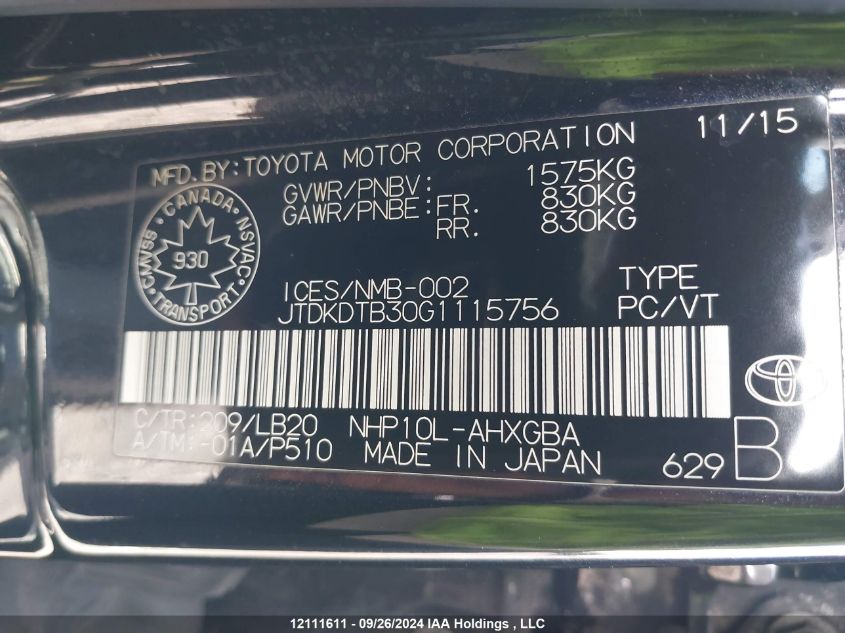 MFD.BY:TOYOTA MOTOR CORPORATION 11/15
GVWR/PNBV: 1575KG
GAWR/PNBE:FR. 830KG
RR. 830KG
CANADA
CMVSS NSVAC
930
TRANSPORT
ICES/NMB-002 TYPE
JTDKDTB30G1115756 PC/VT
C/TR:209/LB20 NHP10L-AHXGBA
A/TM:-01A/P510 MADE IN JAPAN 629 B
12111611 - 09/26/2024 IAA Holdings , LLC